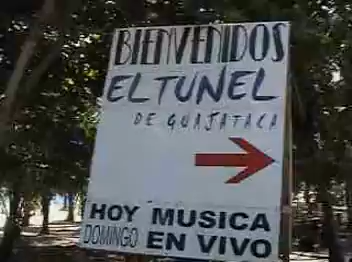 BIENVENIDOS
EL TUNEL
DE GUAJATACA
HOY MUSICA
DOMINGO EN VIVO